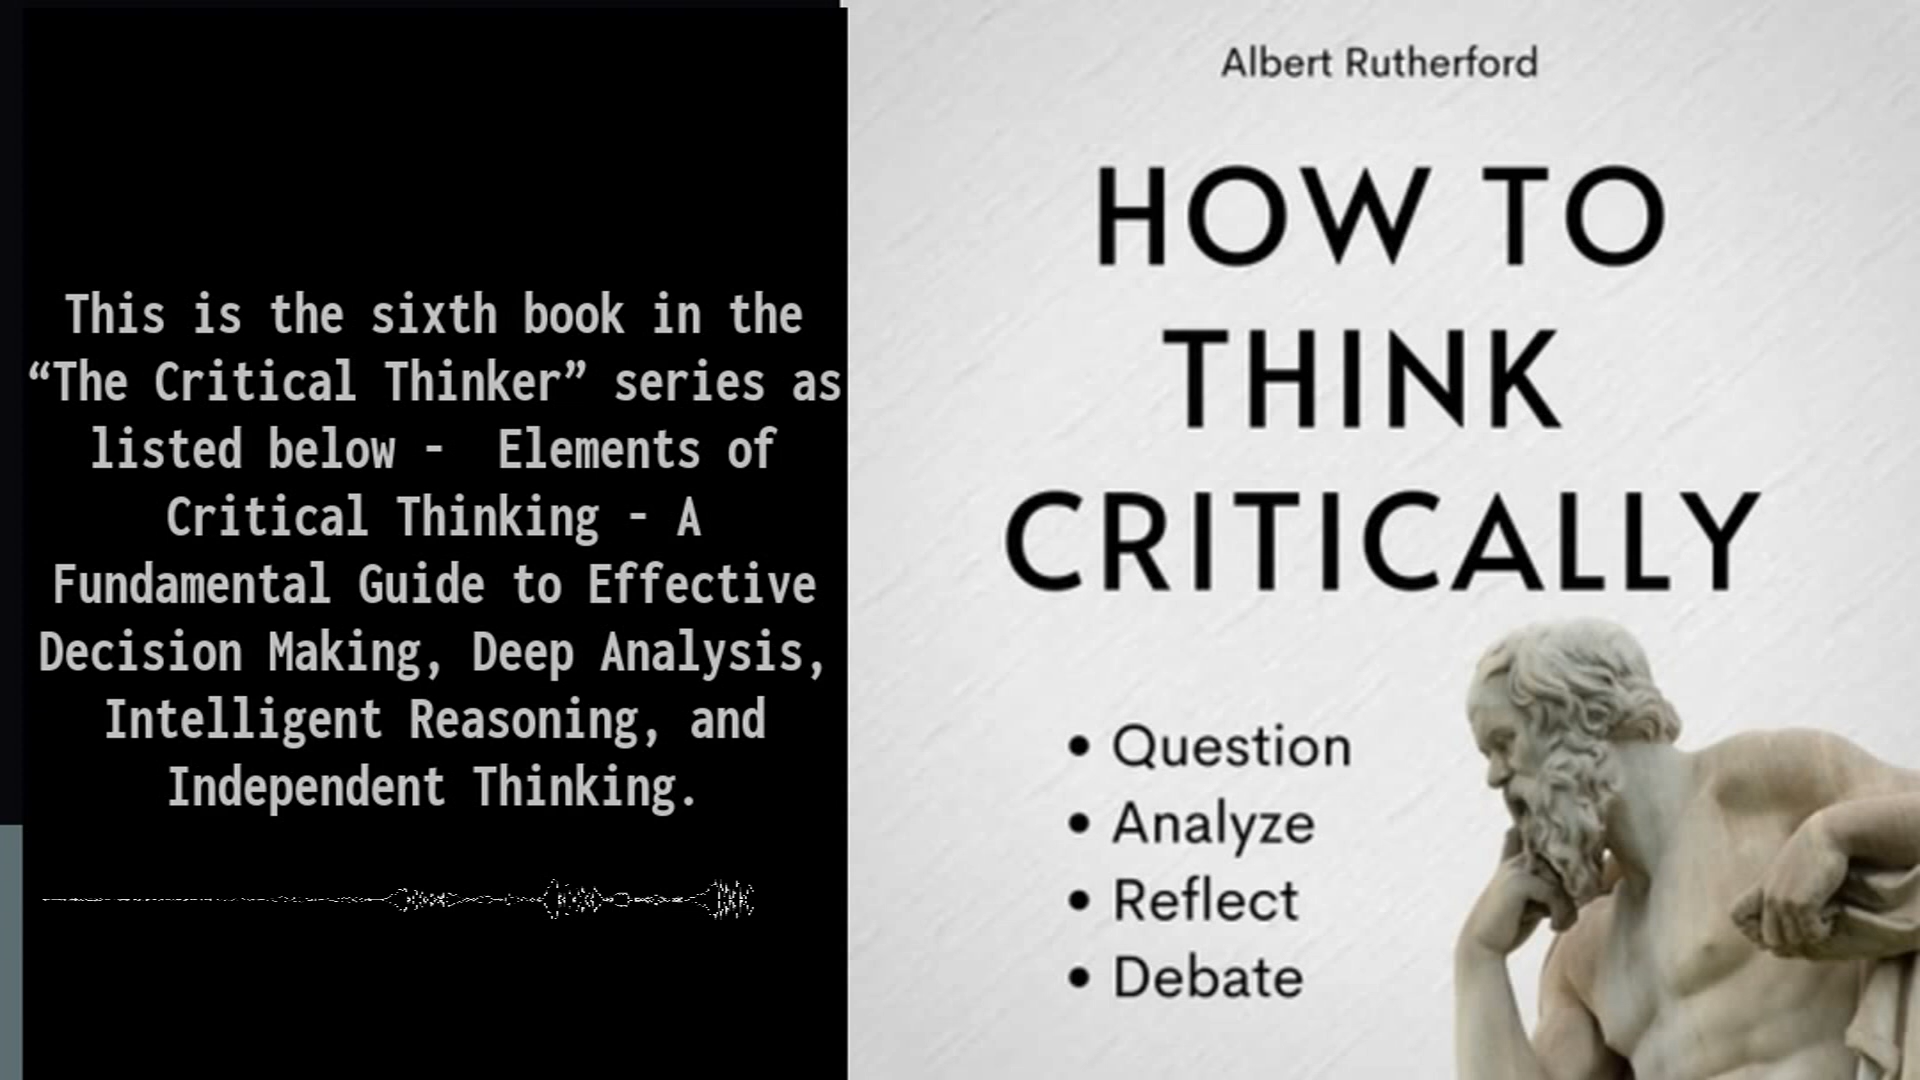 This is the sixth book in the
“The Critical Thinker” series as
listed below -  Elements of
Critical Thinking - A
Fundamental Guide to Effective
Decision Making, Deep Analysis,
Intelligent Reasoning, and
Independent Thinking.
Albert Rutherford
HOW TO
THINK
CRITICALLY
• Question
• Analyze
• Reflect
• Debate